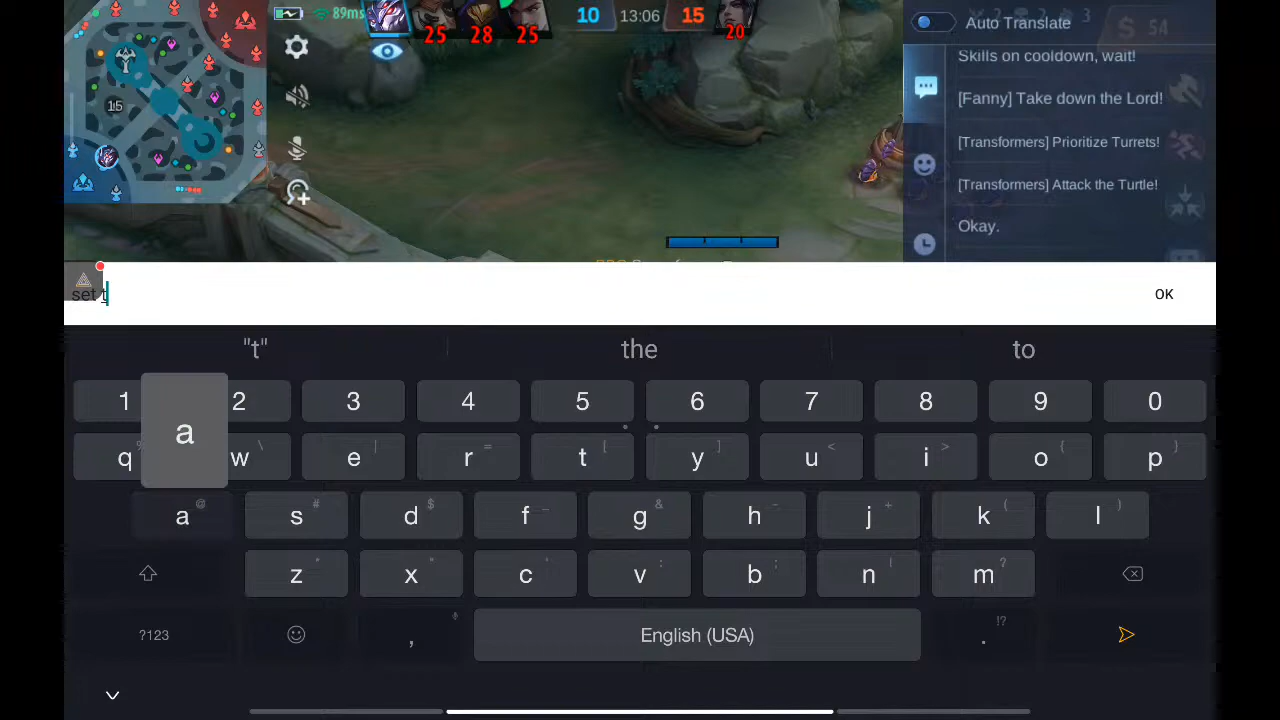 89ms
25 28 25
10 13:06 15
20
54
Auto Translate
Skills on cooldown, wait!
[Fanny] Take down the Lord!
[Transformers] Prioritize Turrets!
[Transformers] Attack the Turtle!
Okay.
15
set t
OK
"t" the to
1 2 3 4 5 6 7 8 9 0
a
q w e r t y u i o p
a s d f g h j k l
z x c v b n m
?123 , English (USA) .